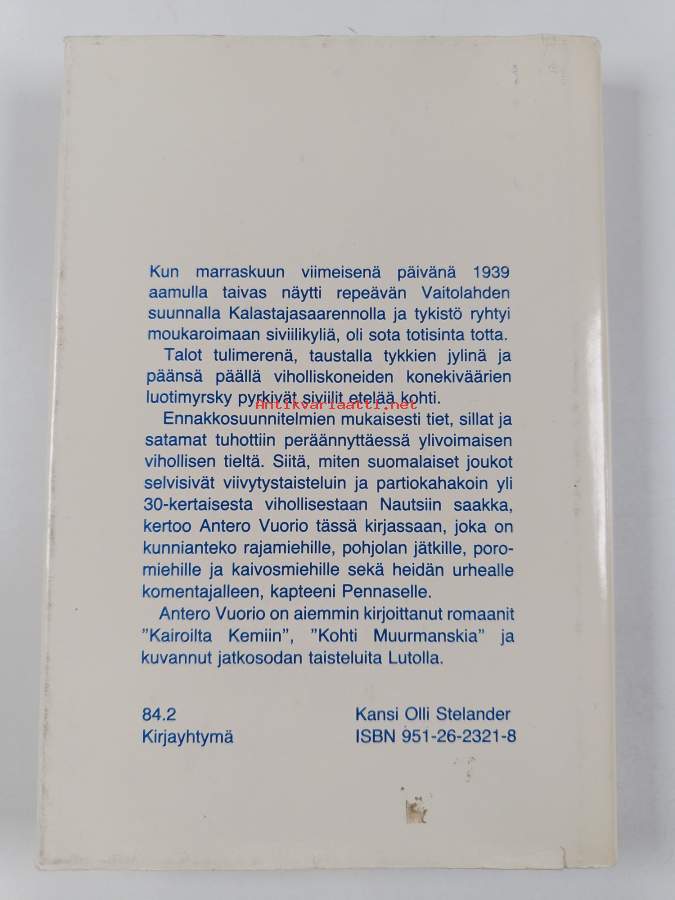 Kun marraskuun viimeisenä päivänä 1939
aamulla taivas näytti repeävän Vaitolahden
suunnalla Kalastajasaarennolla ja tykistö ryhtyi
moukaroimaan siviilikyliä, oli sota totisinta totta.
Talot tulimerenä, taustalla tykkien jylinä ja
päänsä päällä viholliskoneiden konekiväärien
luotimyrsky pyrkivät siviilit etelää kohti.
Antikvariaatti.net
Ennakkosuunnitelmien mukaisesti tiet, sillat ja
satamat tuhottiin peräännyttäessä ylivoimaisen
vihollisen tieltä. Siitä, miten suomalaiset joukot
selvisivät viivytystaisteluin ja partiokahakoin yli
30-kertaisesta vihollisestaan Nautsiin saakka,
kertoo Antero Vuorio tässä kirjassaan, joka on
kunnianteko rajamiehille, pohjolan jätkille, poro-
miehille ja kaivosmiehille sekä heidän urhealle
komentajalleen, kapteeni Pennaselle.
Antero Vuorio on aiemmin kirjoittanut romaanit
"Kairoilta Kemiin", "Kohti Muurmanskia" ja
kuvannut jatkosodan taisteluita Lutolla.
84.2 Kansi Olli Stelander
Kirjayhtymä ISBN 951-26-2321-8